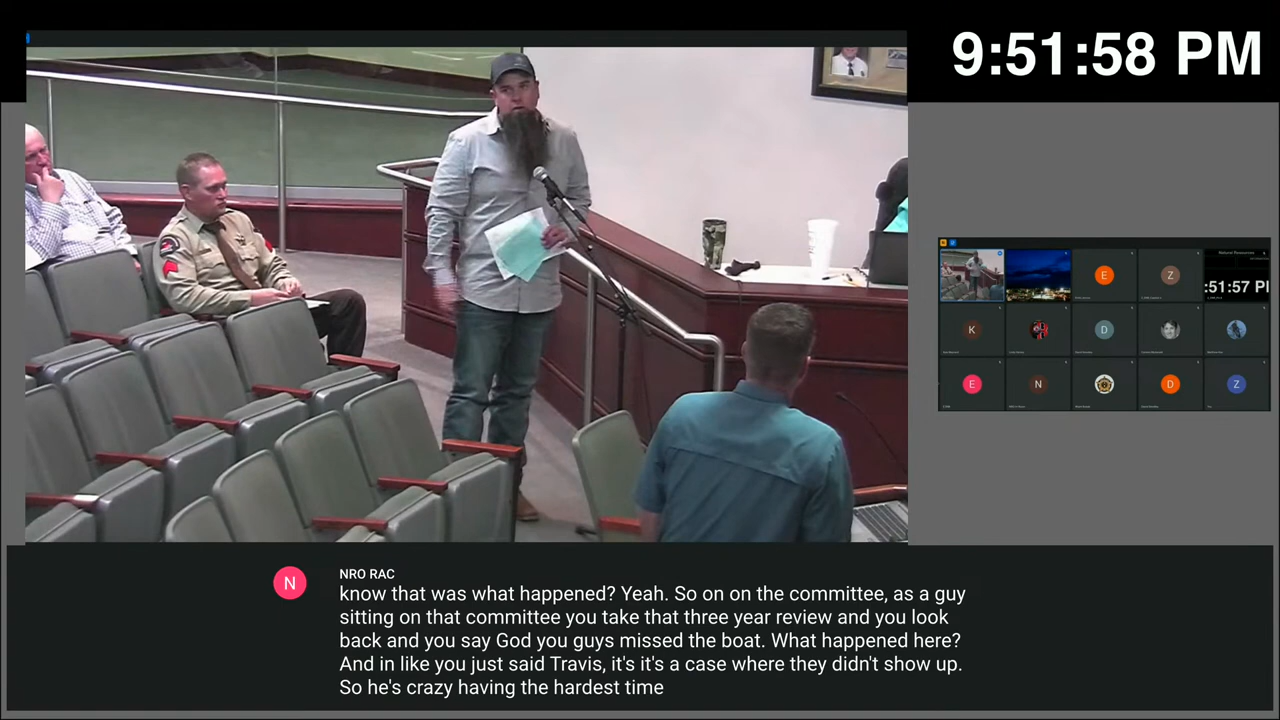 9:51:58 PM
:51:57 PI
E
Z
K
D
E
N
D
Z
N
NRO RAC
know that was what happened? Yeah. So on on the committee, as a guy
sitting on that committee you take that three year review and you look
back and you say God you guys missed the boat. What happened here?
And in like you just said Travis, it's it's a case where they didn't show up.
So he's crazy having the hardest time